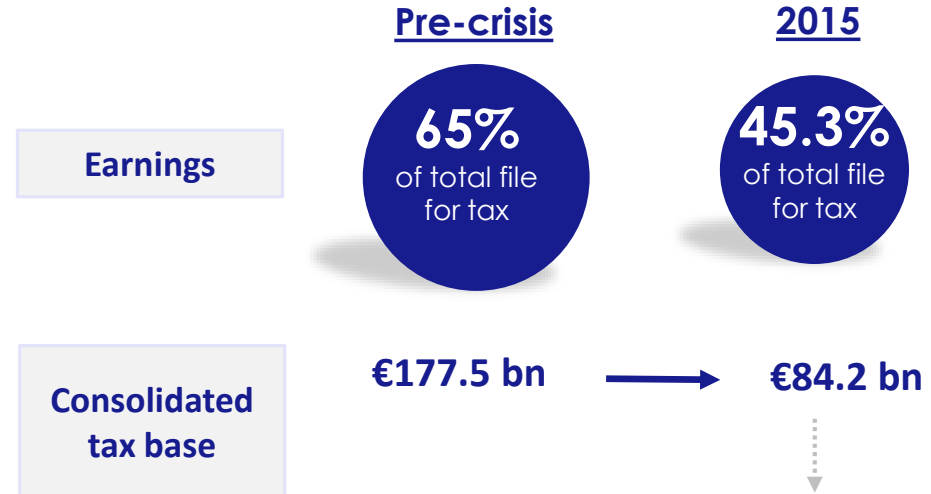 Pre-crisis
2015
Earnings
65%
of total file
for tax
45.3%
of total file
for tax
Consolidated
tax base
€177.5 bn
€84.2 bn